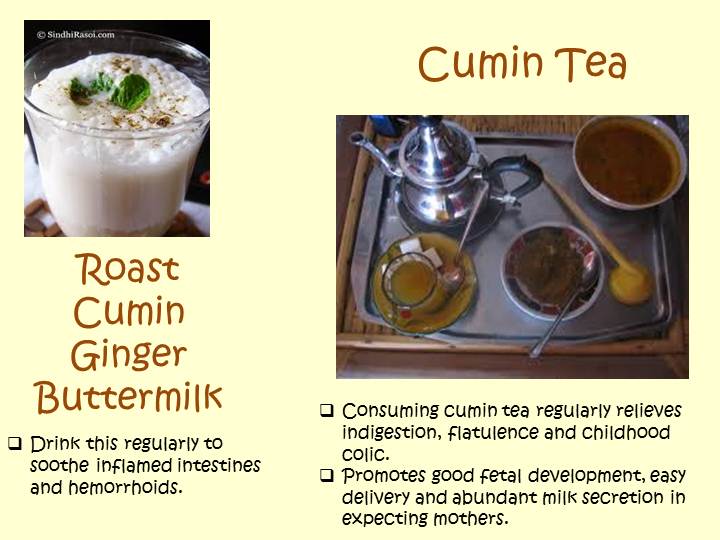 © SindhiRasoi.com
Roast
Cumin
Ginger
Buttermilk
Drink this regularly to
soothe inflamed intestines
and hemorrhoids.
Cumin Tea
Consuming cumin tea regularly relieves
indigestion, flatulence and childhood
colic.
Promotes good fetal development, easy
delivery and abundant milk secretion in
expecting mothers.